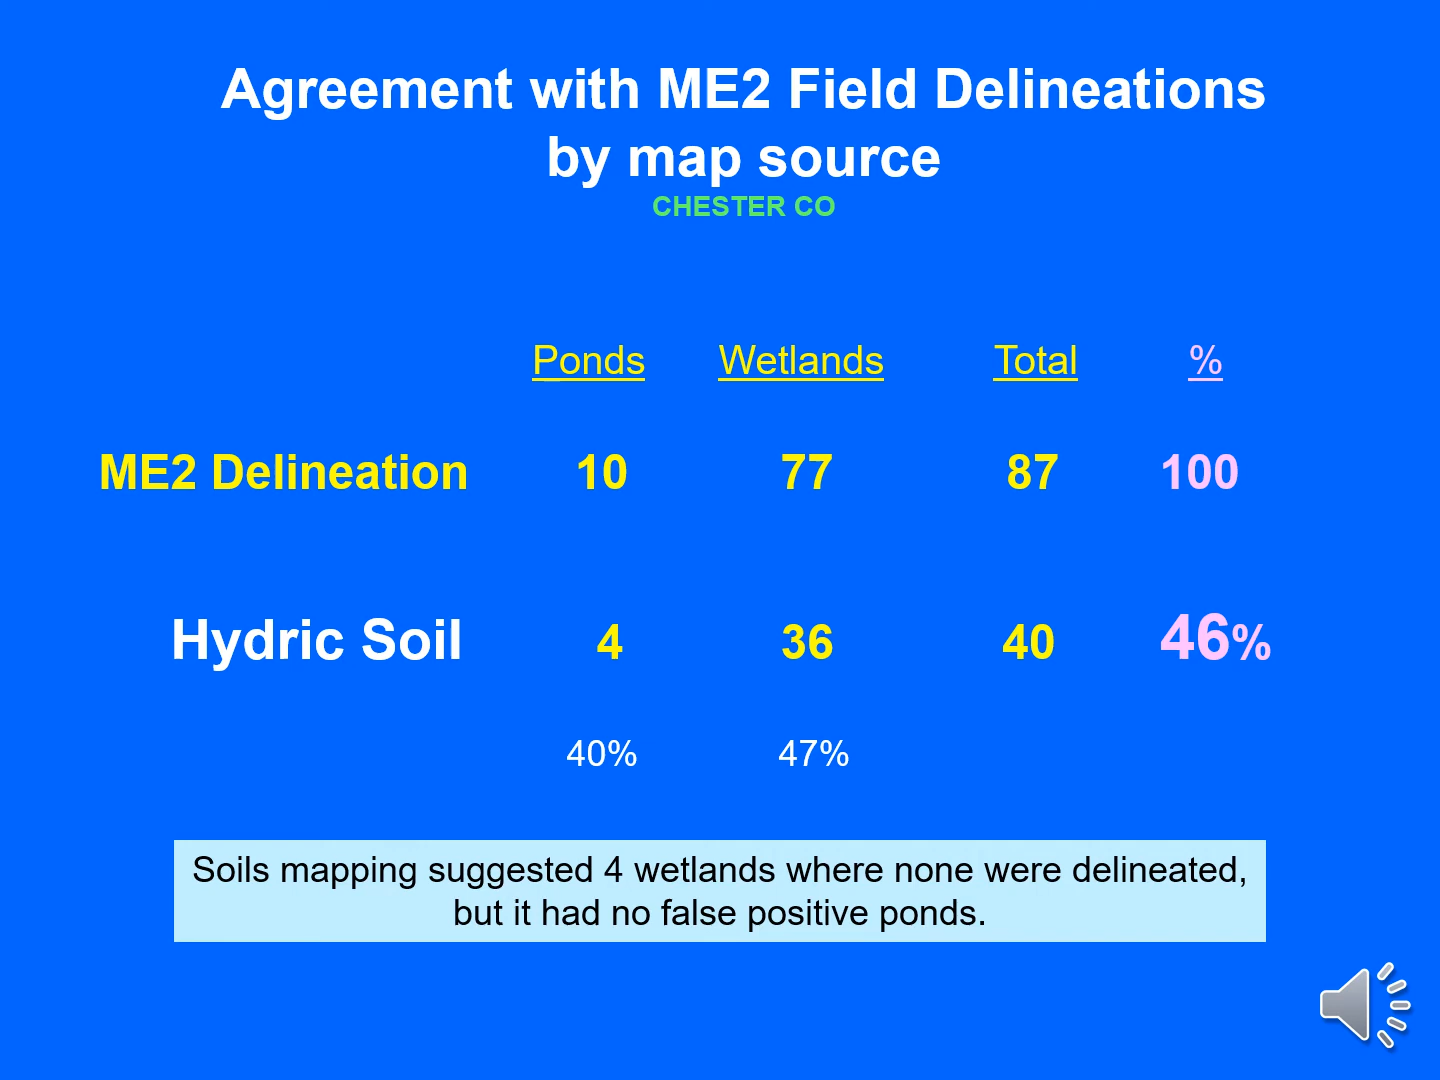 Agreement with ME2 Field Delineations
by map source
CHESTER CO
Ponds Wetlands Total %
ME2 Delineation 10 77 87 100
Hydric Soil 4 36 40 46%
40% 47%
Soils mapping suggested 4 wetlands where none were delineated,
but it had no false positive ponds.